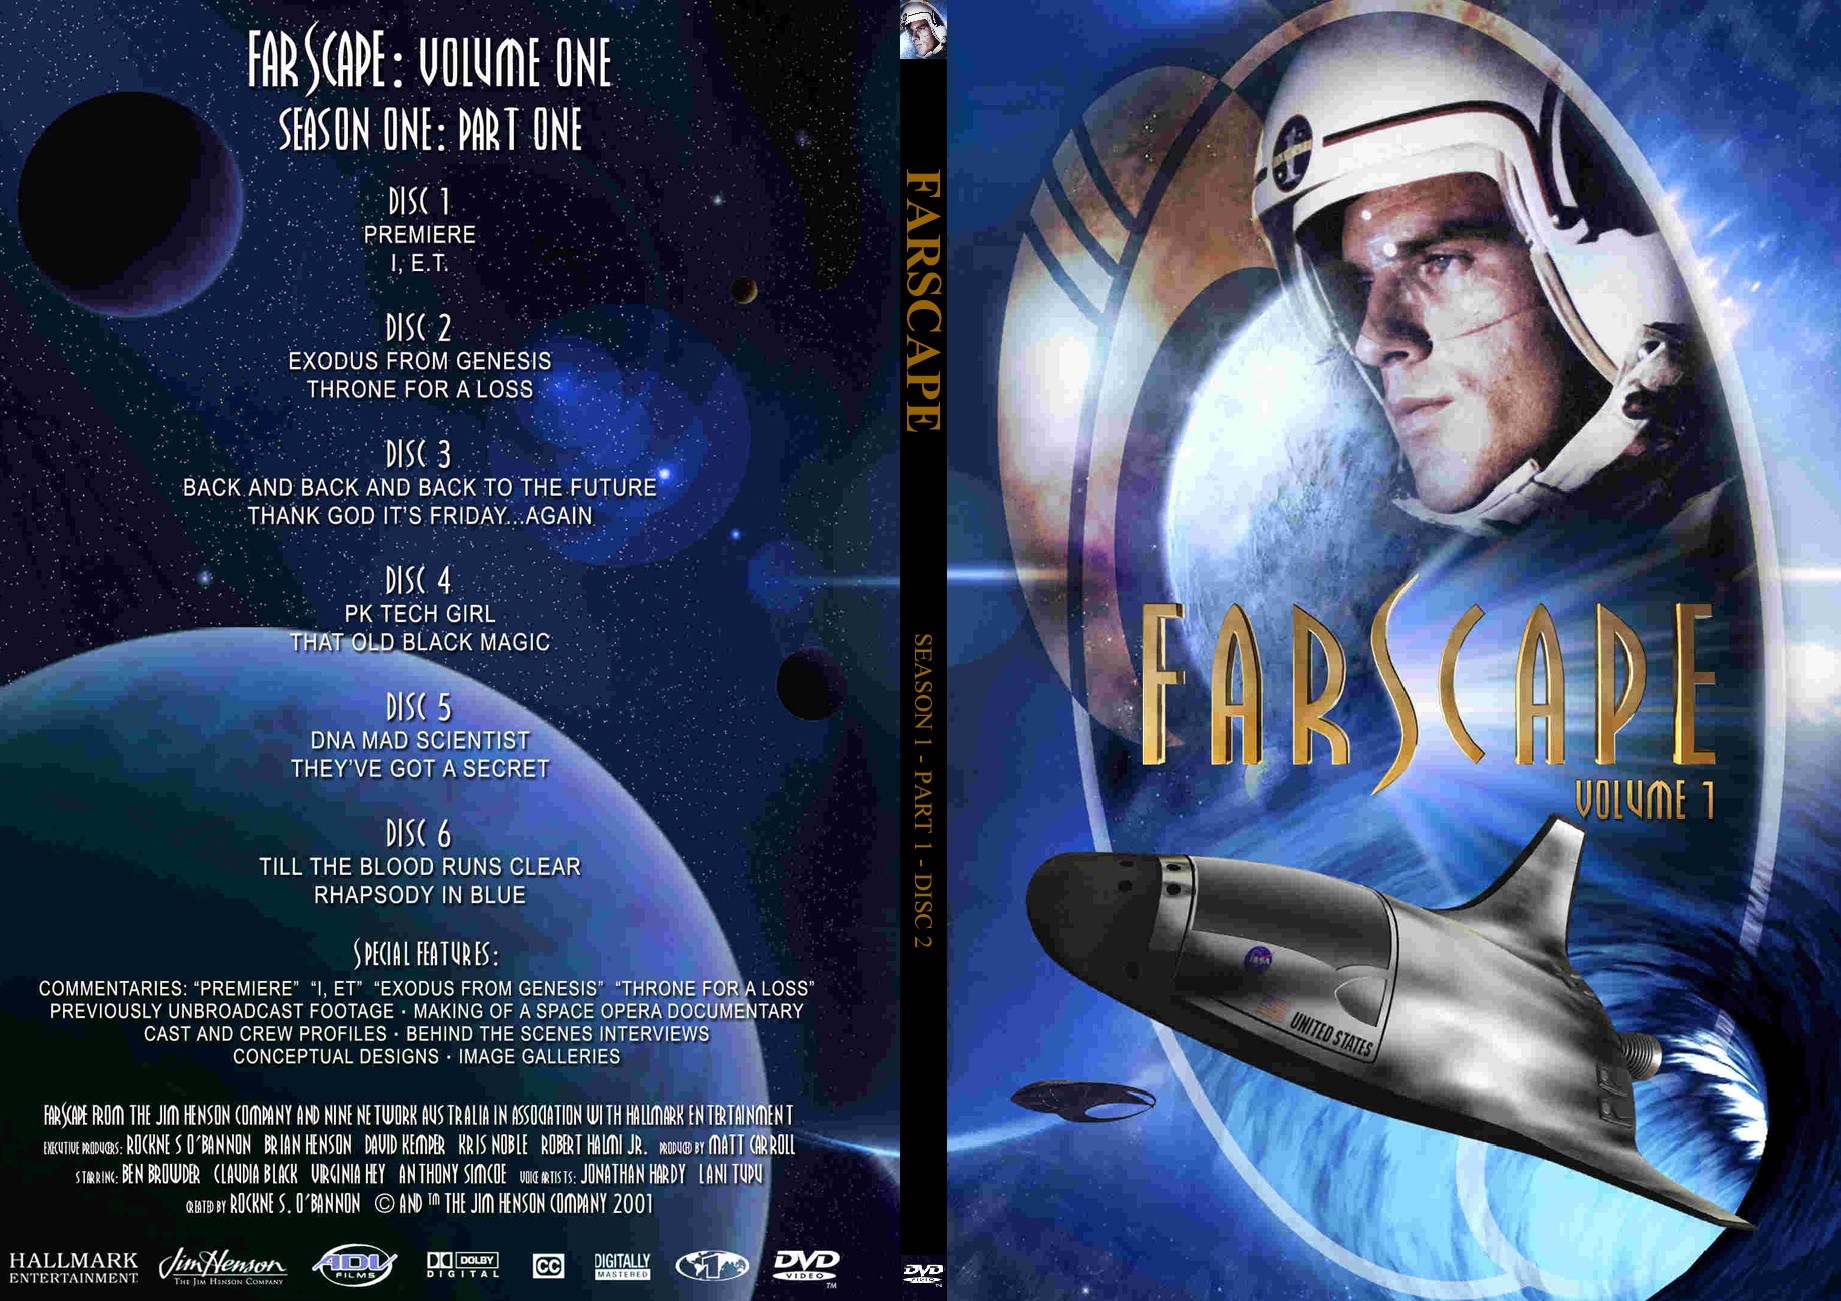 FARSCAPE: VOLUME ONE
SEASON ONE: PART ONE
DISC 1
PREMIERE
I, E.T.
DISC 2
EXODUS FROM GENESIS
THRONE FOR A LOSS
DISC 3
BACK AND BACK AND BACK TO THE FUTURE
THANK GOD IT'S FRIDAY...AGAIN
DISC 4
PK TECH GIRL
THAT OLD BLACK MAGIC
DISC 5
DNA MAD SCIENTIST
THEY'VE GOT A SECRET
DISC 6
TILL THE BLOOD RUNS CLEAR
RHAPSODY IN BLUE
SPECIAL FEATURES:
COMMENTARIES: "PREMIERE" "I, ET" "EXODUS FROM GENESIS" "THRONE FOR A LOSS"
PREVIOUSLY UNBROADCAST FOOTAGE · MAKING OF A SPACE OPERA DOCUMENTARY
CAST AND CREW PROFILES · BEHIND THE SCENES INTERVIEWS
CONCEPTUAL DESIGNS · IMAGE GALLERIES
FARSCAPE FROM THE JIM HENSON COMPANY AND NINE NETWORK AUSTRALIA IN ASSOCIATION WITH HALLMARK ENTERTAINMENT
EXECUTIVE PRODUCERS: ROCKNE S O'BANNON BRIAN HENSON DAVID KEMPER KRIS NOBLE ROBERT HALMI JR. PRODUCED BY MATT CARROLL
STARRING: BEN BROWDER CLAUDIA BLACK VIRGINIA HEY ANTHONY SIMCOE VOICE ARTISTS: JONATHAN HARDY LANI TUPU
CREATED BY ROCKNE S. O'BANNON © AND ™ THE JIM HENSON COMPANY 2001
HALLMARK
ENTERTAINMENT
Jim Henson
THE JIM HENSON COMPANY
ADV
FILMS
DOLBY
DIGITAL
CC
DIGITALLY
MASTERED
1
DVD
VIDEO
TM
FARSCAPE
SEASON 1 - PART 1 - DISC 2
DVD
VIDEO
FARSCAPE
VOLUME 1
NASA
UNITED STATES